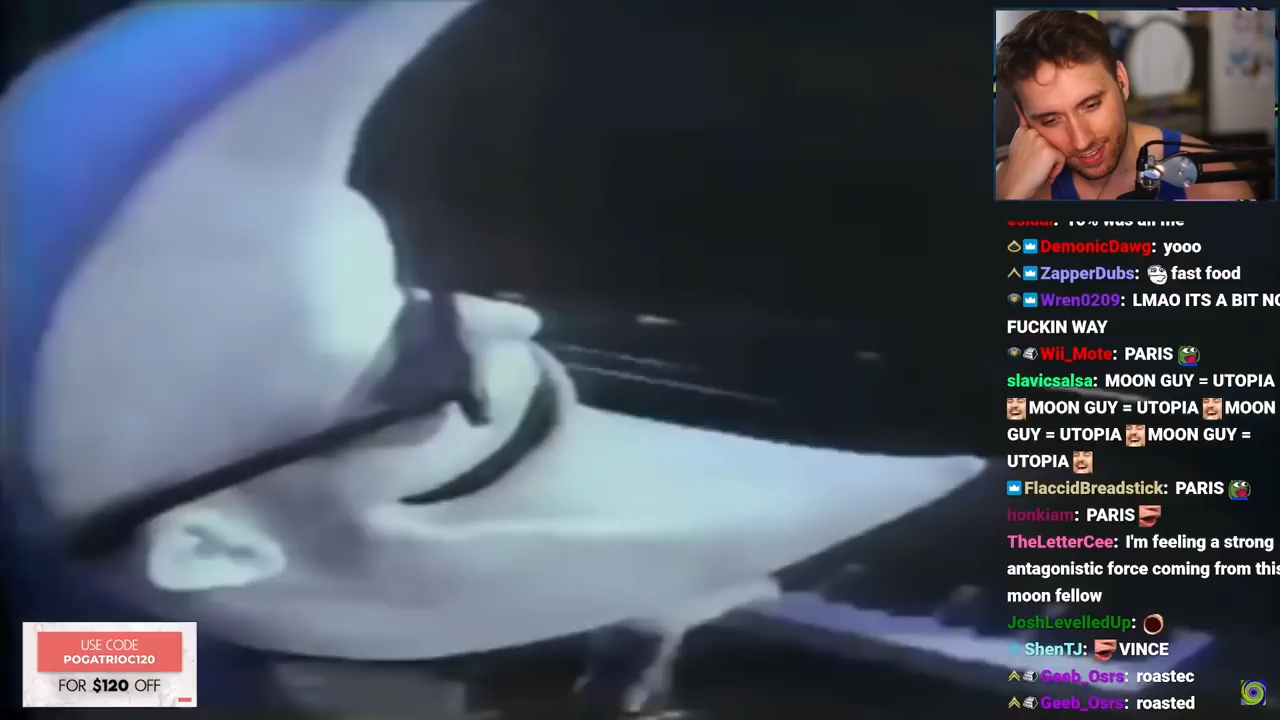 DemonicDawg: yooo
ZapperDubs: fast food
Wren0209: LMAO ITS A BIT NO
FUCKIN WAY
Wii_Mote: PARIS
slavicsalsa: MOON GUY = UTOPIA
MOON GUY = UTOPIA MOON
GUY = UTOPIA MOON GUY =
UTOPIA
FlaccidBreadstick: PARIS
honkiam: PARIS
TheLetterCee: I'm feeling a strong
antagonistic force coming from this
moon fellow
JoshLevelledUp:
ShenTJ: VINCE
Geeb_Osrs: roastec
Geeb_Osrs: roasted
USE CODE
POGATRIOC120
FOR $120 OFF